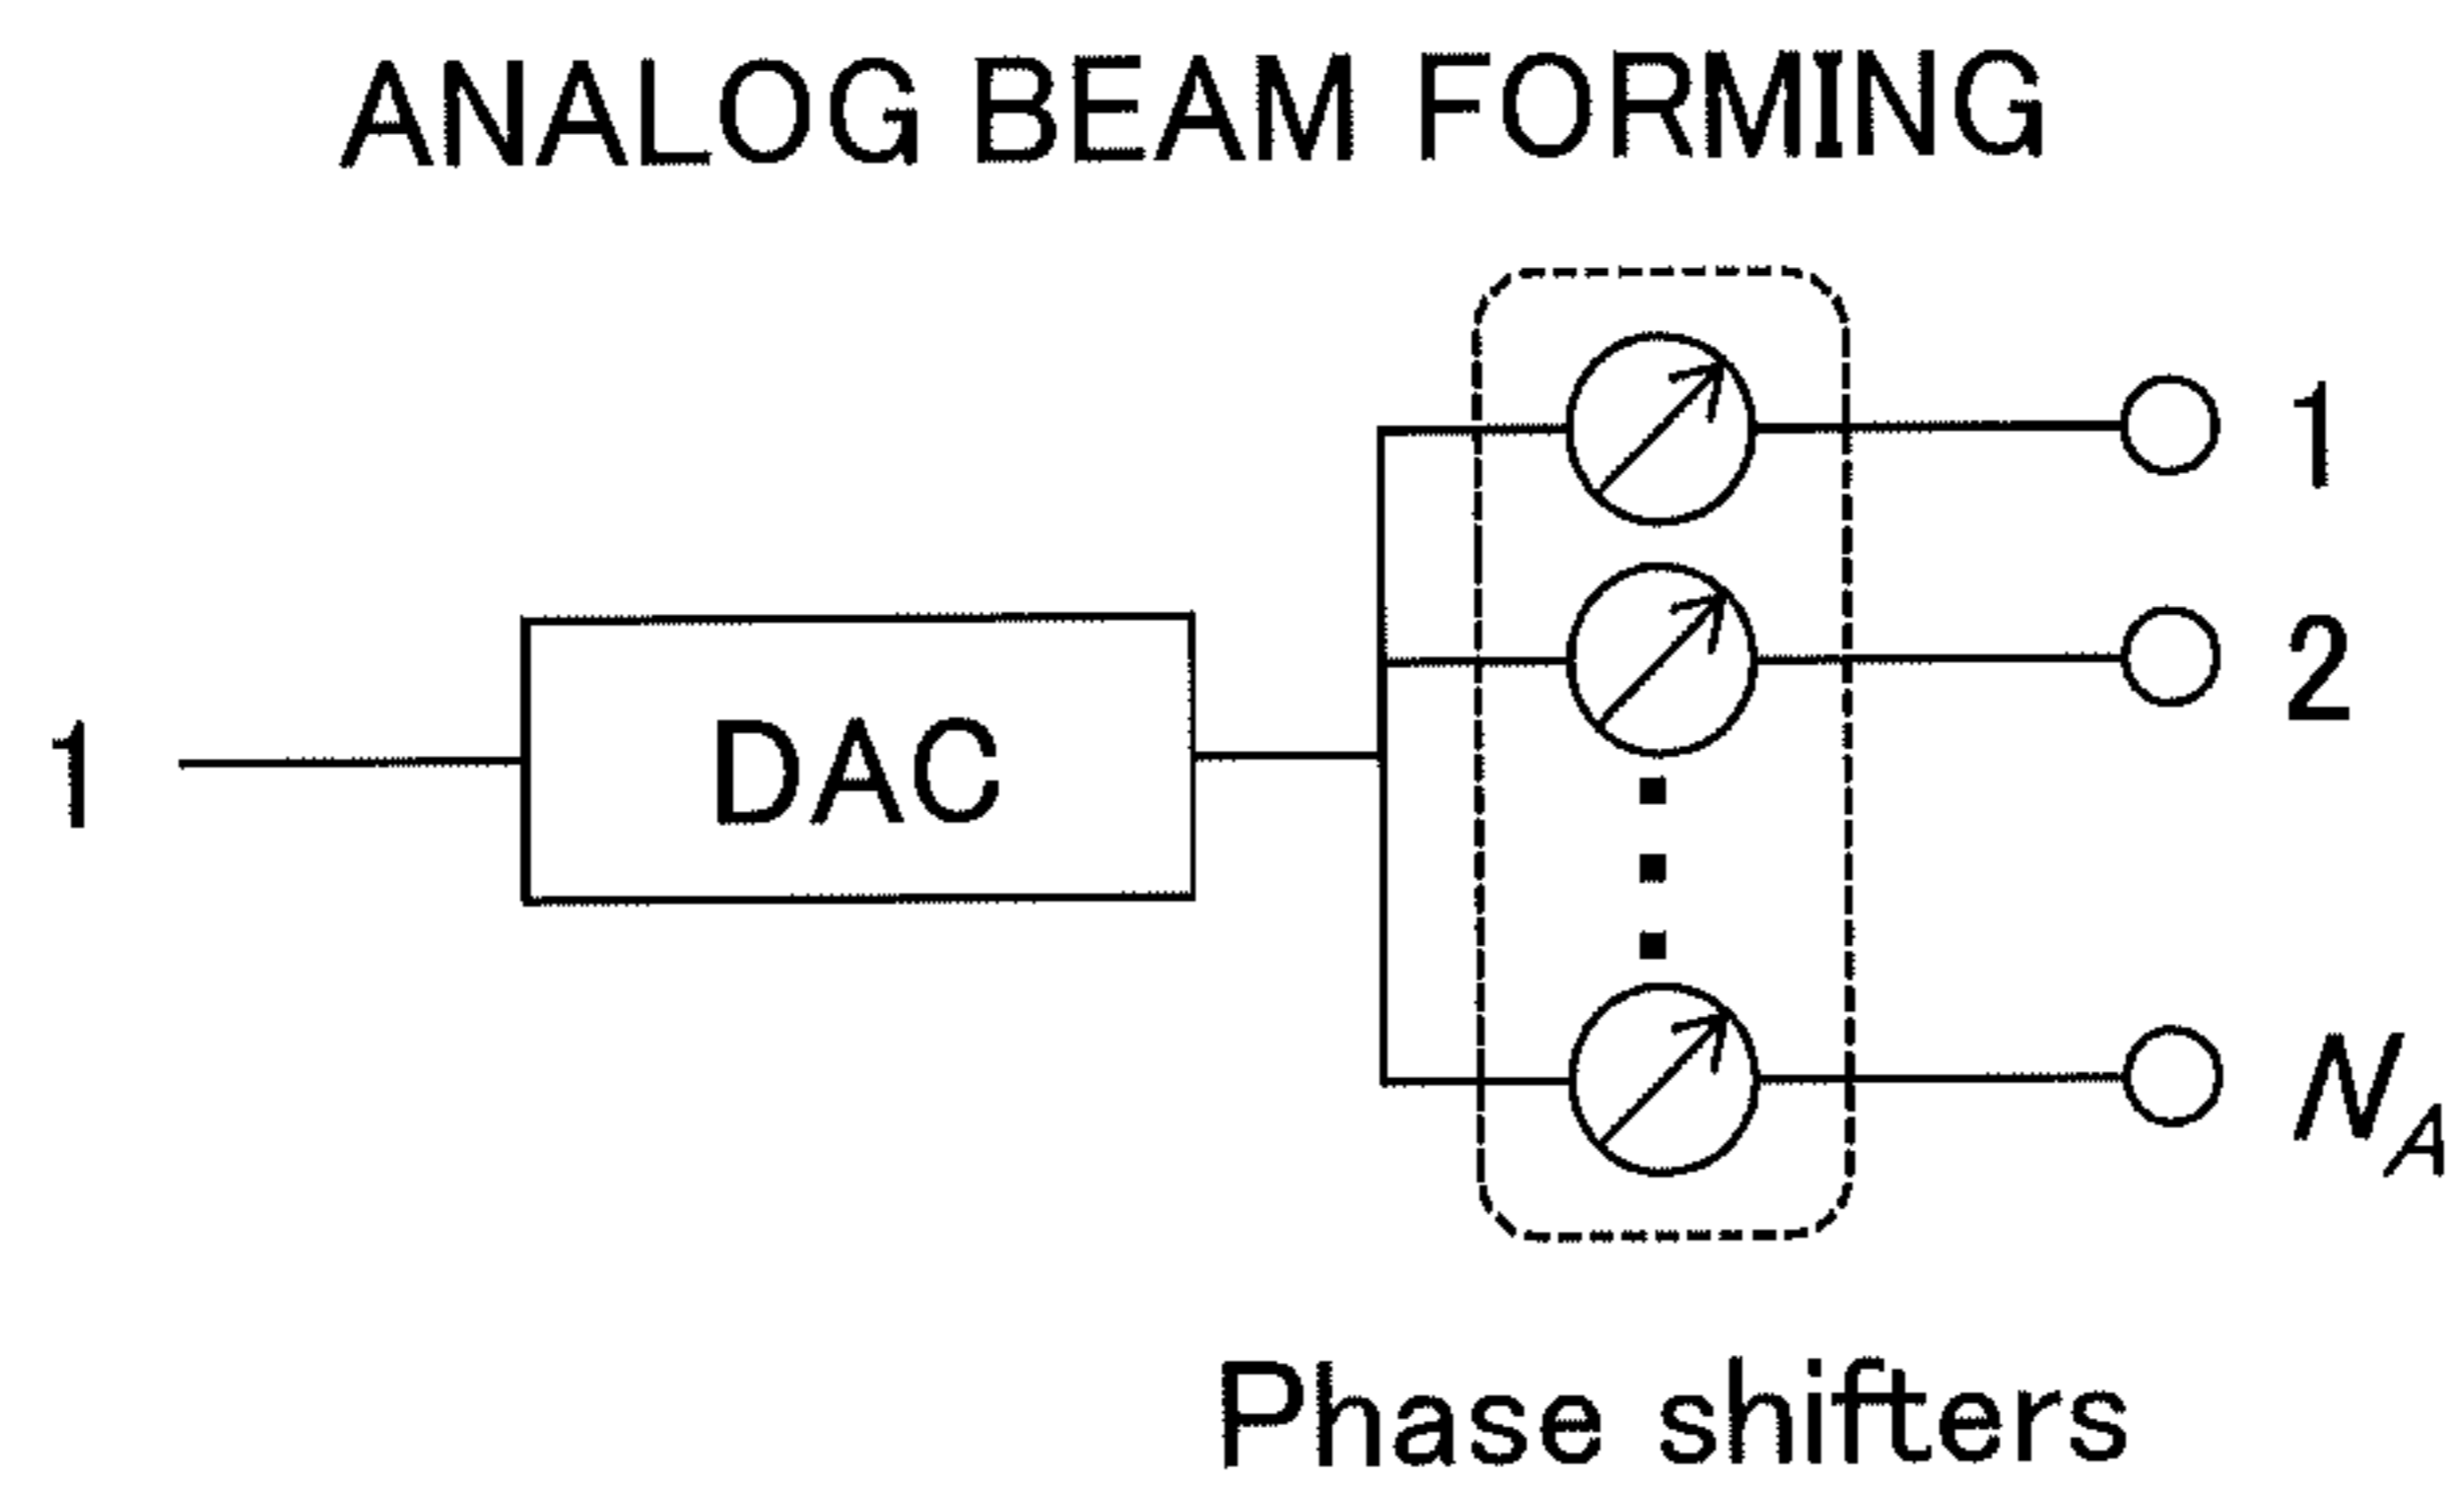 ANALOG BEAM FORMING
1
2
1
DAC
N_A
Phase shifters